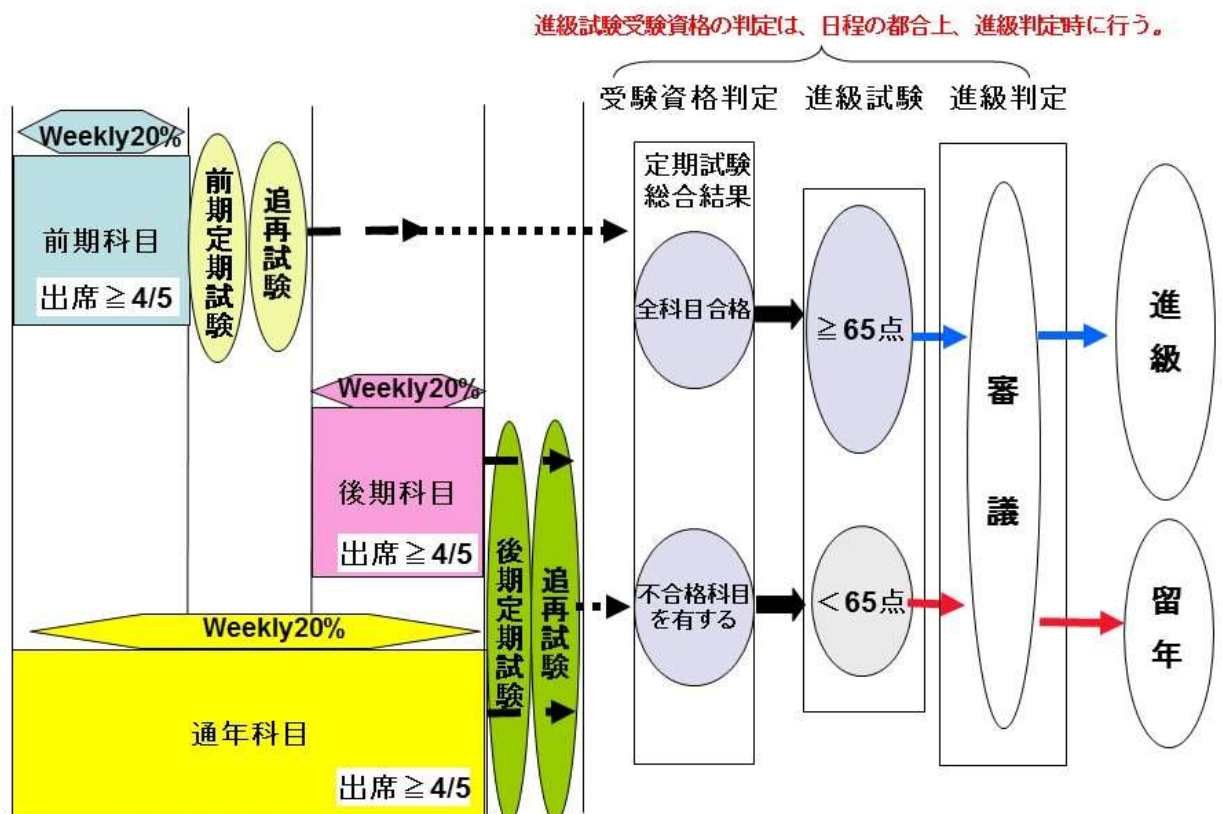 進級試験受験資格の判定は、日程の都合上、進級判定時に行う。
受験資格判定
進級試験
進級判定
Weekly20%
前期科目
出席≧4/5
前期定期試験
追再試験
定期試験
総合結果
全科目合格
≧65点
審議
進級
Weekly20%
後期科目
出席≧4/5
後期定期試験
追再試験
不合格科目
を有する
<65点
留年
Weekly20%
通年科目
出席≧4/5